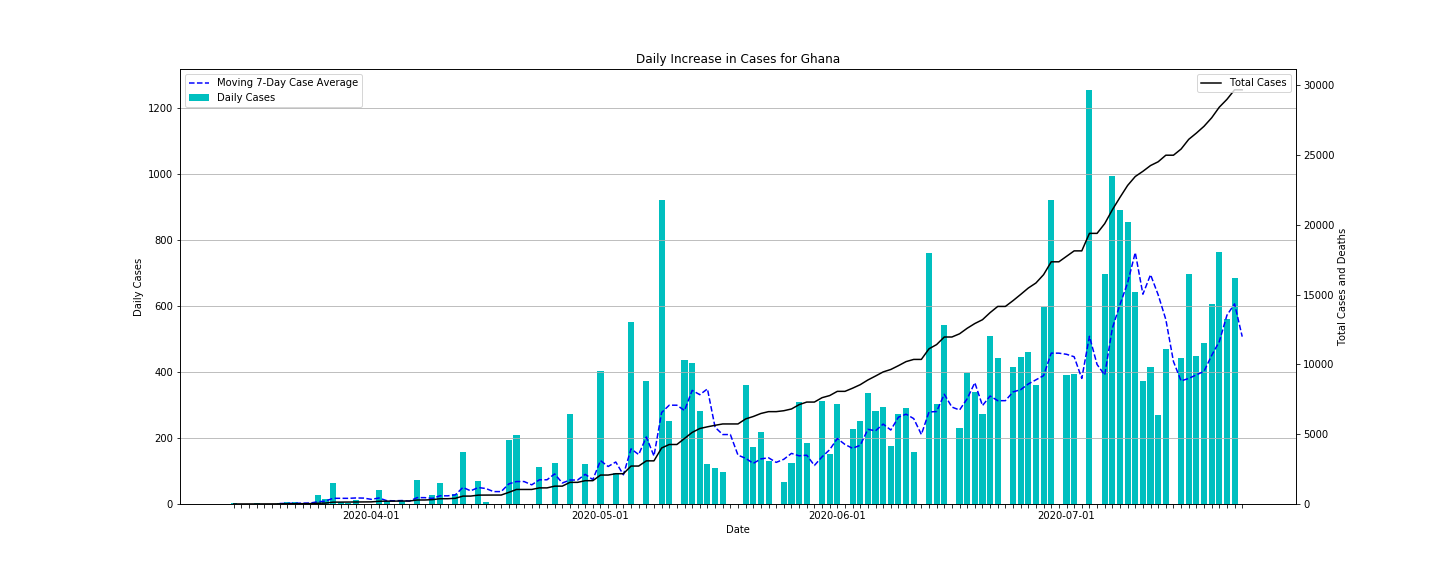 Daily Increase in Cases for Ghana
Moving 7-Day Case Average
Daily Cases
Total Cases
1200
1000
800
600
400
200
0
Daily Cases
30000
25000
20000
15000
10000
5000
0
Total Cases and Deaths
2020-04-01
2020-05-01
2020-06-01
2020-07-01
Date